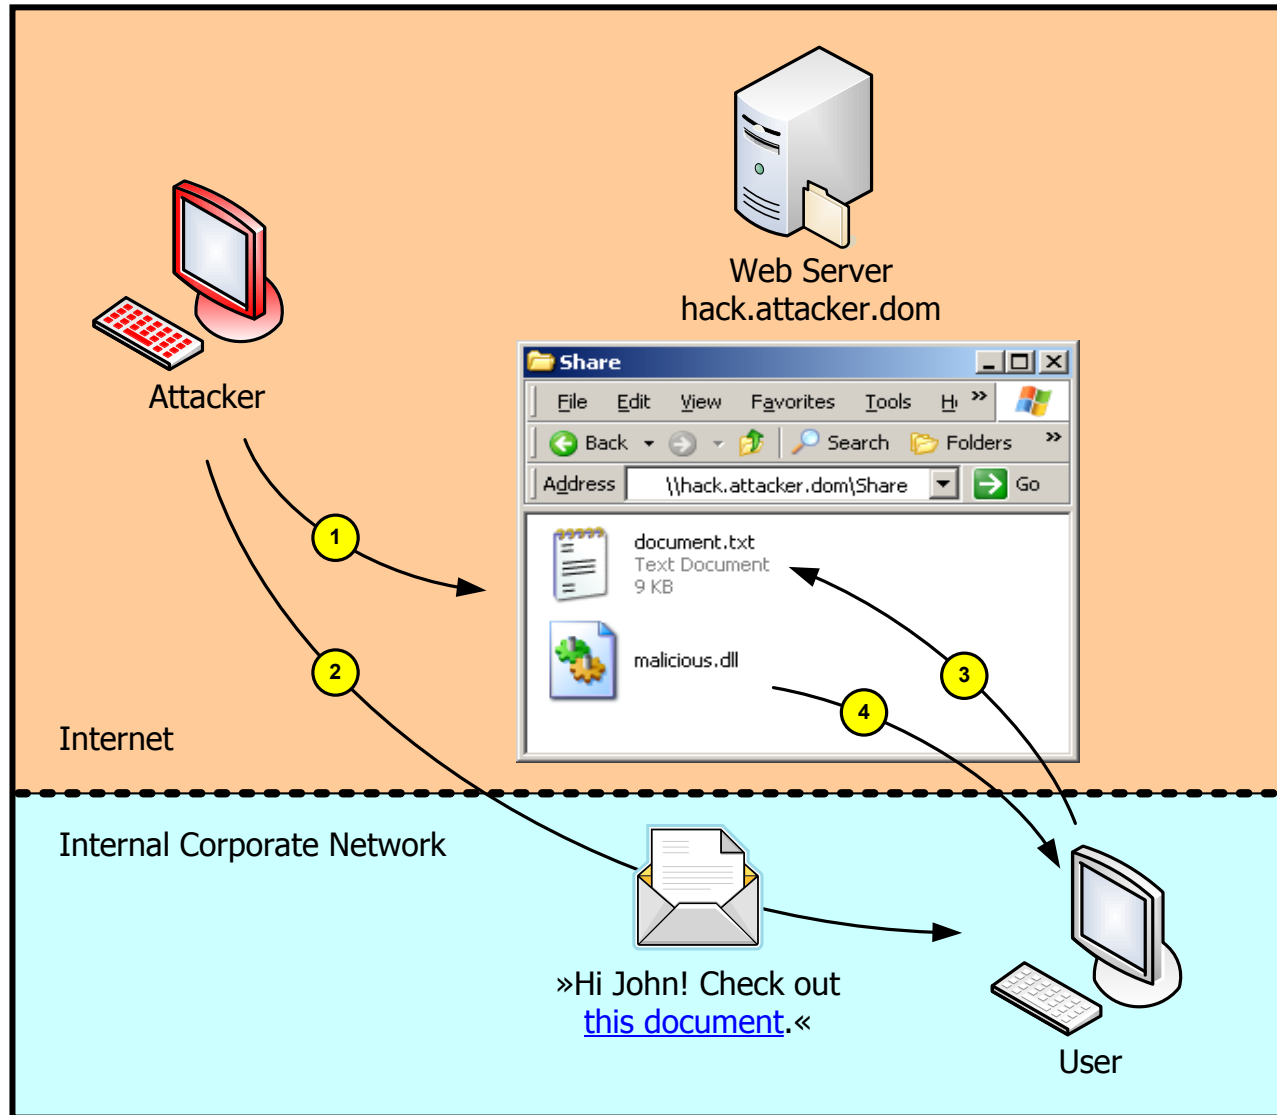 Web Server
hack.attacker.dom
Attacker
Share
File Edit View Favorites Tools »
Back Search Folders »
Address \\hack.attacker.dom\Share Go
document.txt
Text Document
9 KB
malicious.dll
1
2
3
4
Internet
Internal Corporate Network
»Hi John! Check out
this document.«
User